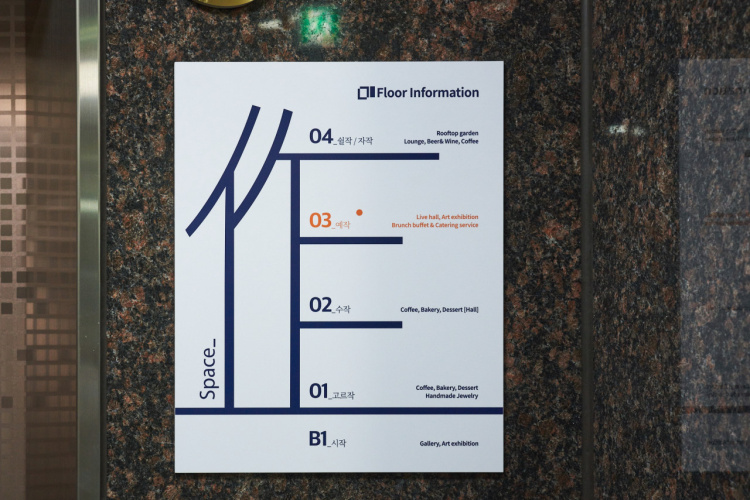 Floor Information
作
04_쉴작 / 자작
Rooftop garden
Lounge, Beer& Wine, Coffee
03_예작
Live hall, Art exhibition
Brunch buffet & Catering service
02_수작
Coffee, Bakery, Dessert [Hall]
01_고르작
Coffee, Bakery, Dessert
Handmade Jewelry
B1_시작
Gallery, Art exhibition
Space_